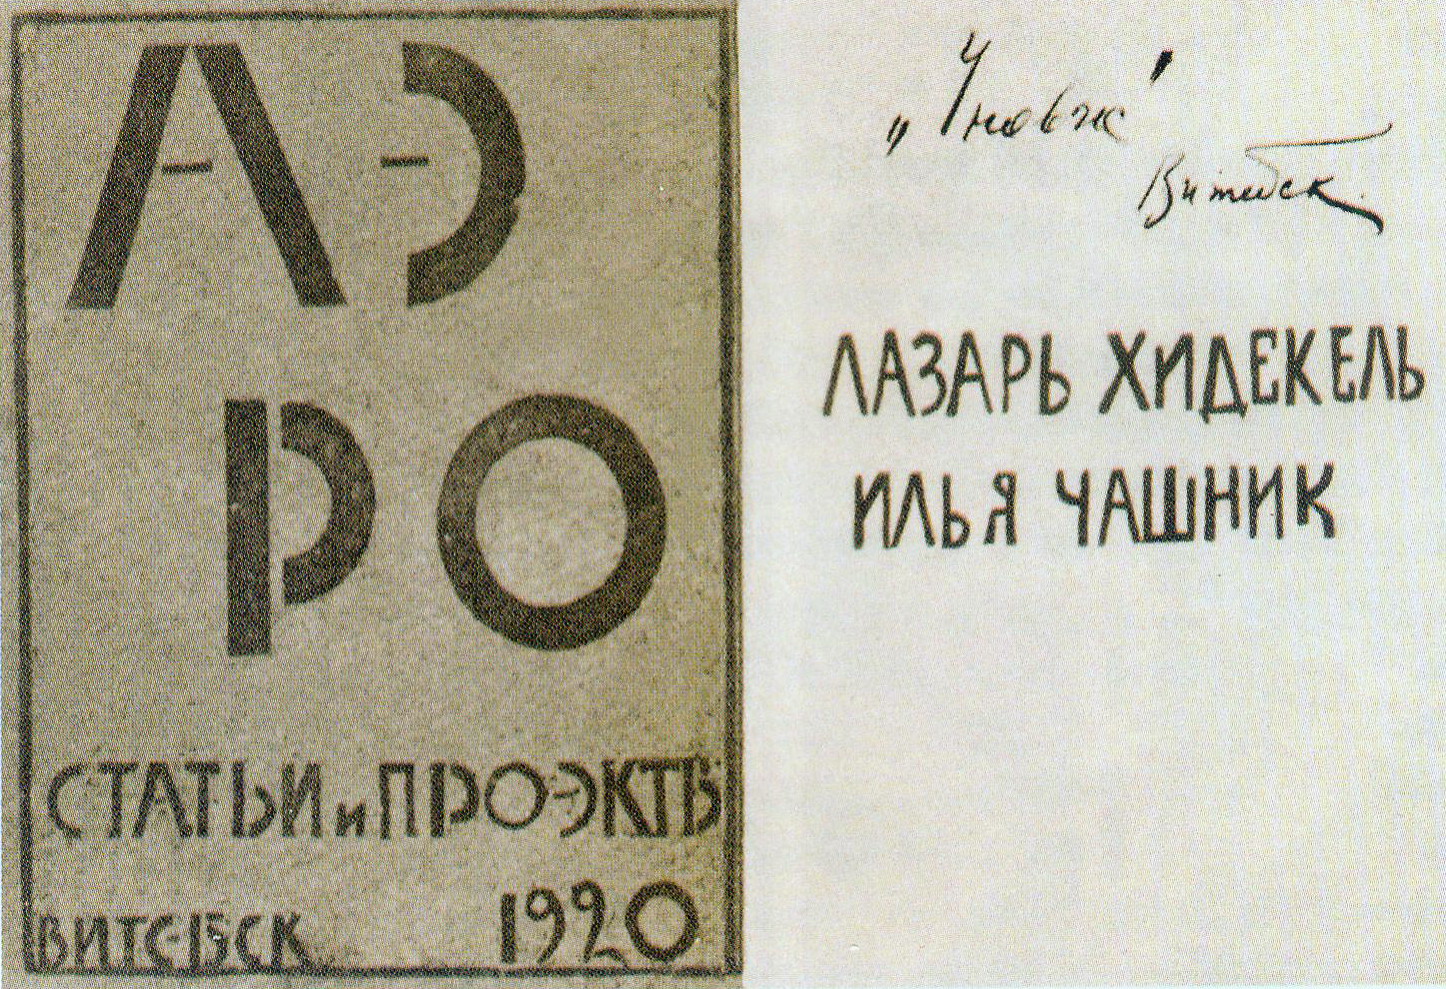 АЭ
РО
СТАТЬИ и ПРОЭКТЫ
ВИТЕБСК 1920
„Уновис"
Витебск.
ЛАЗАРЬ ХИДЕКЕЛЬ
ИЛЬЯ ЧАШНИК